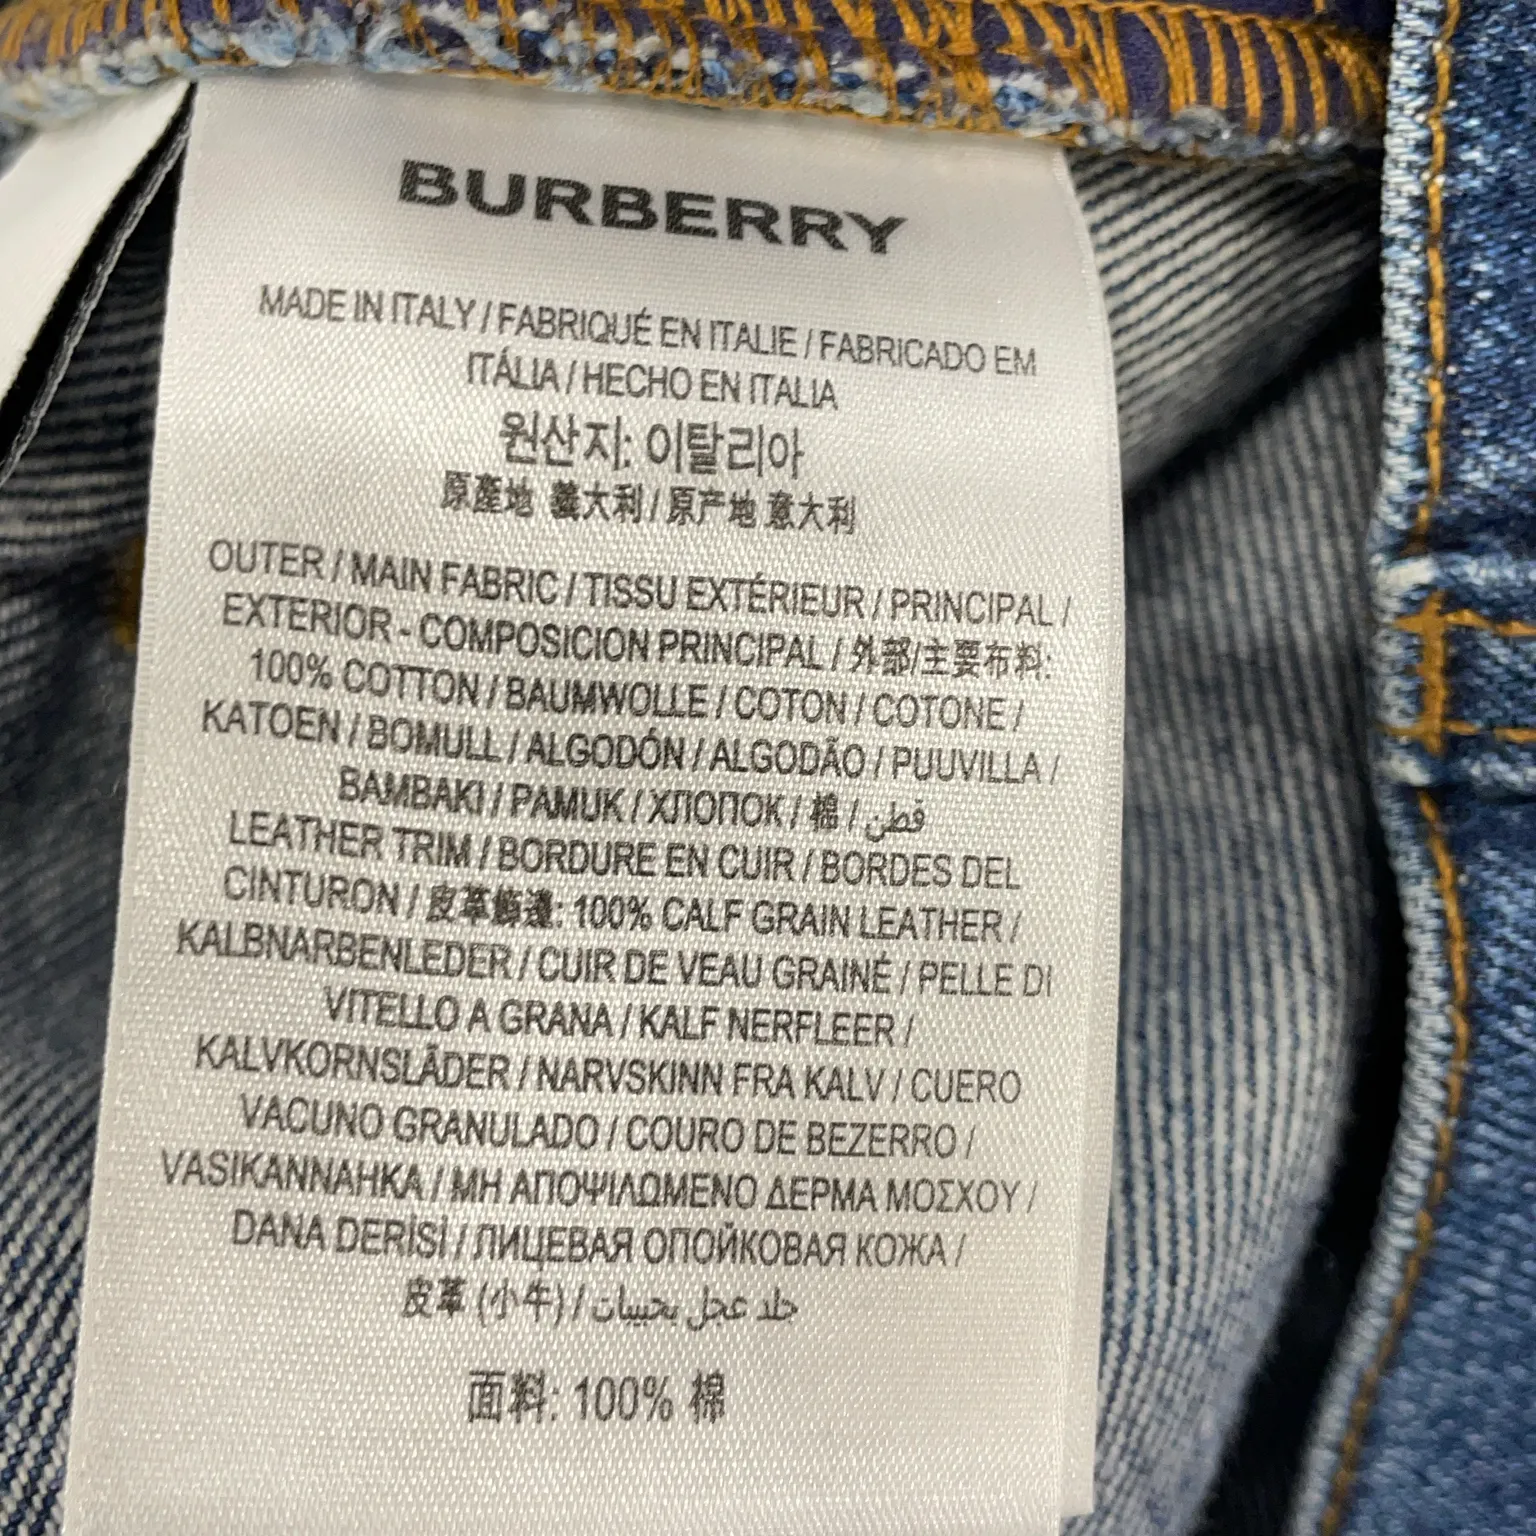 BURBERRY
MADE IN ITALY / FABRIQUÉ EN ITALIE / FABRICADO EM
ITÁLIA / HECHO EN ITALIA
원산지: 이탈리아
原產地 義大利 / 原产地 意大利
OUTER / MAIN FABRIC / TISSU EXTÉRIEUR / PRINCIPAL /
EXTERIOR - COMPOSICION PRINCIPAL / 外部/主要布料:
100% COTTON / BAUMWOLLE / COTON / COTONE /
KATOEN / BOMULL / ALGODÓN / ALGODÃO / PUUVILLA /
BAMBAKI / PAMUK / ХЛОПОК / 棉 / قطن
LEATHER TRIM / BORDURE EN CUIR / BORDES DEL
CINTURON / 皮革飾邊: 100% CALF GRAIN LEATHER /
KALBNARBENLEDER / CUIR DE VEAU GRAINÉ / PELLE DI
VITELLO A GRANA / KALF NERFLEER /
KALVKORNSLÄDER / NARVSKINN FRA KALV / CUERO
VACUNO GRANULADO / COURO DE BEZERRO /
VASIKANNAHKA / ΜΗ ΑΠΟΨΙΛΩΜΕΝΟ ΔΕΡΜΑ ΜΟΣΧΟΥ /
DANA DERİSİ / ЛИЦЕВАЯ ОПОЙКОВАЯ КОЖА /
皮革 (小牛) / جلد عجل بحبيبات
面料: 100% 棉